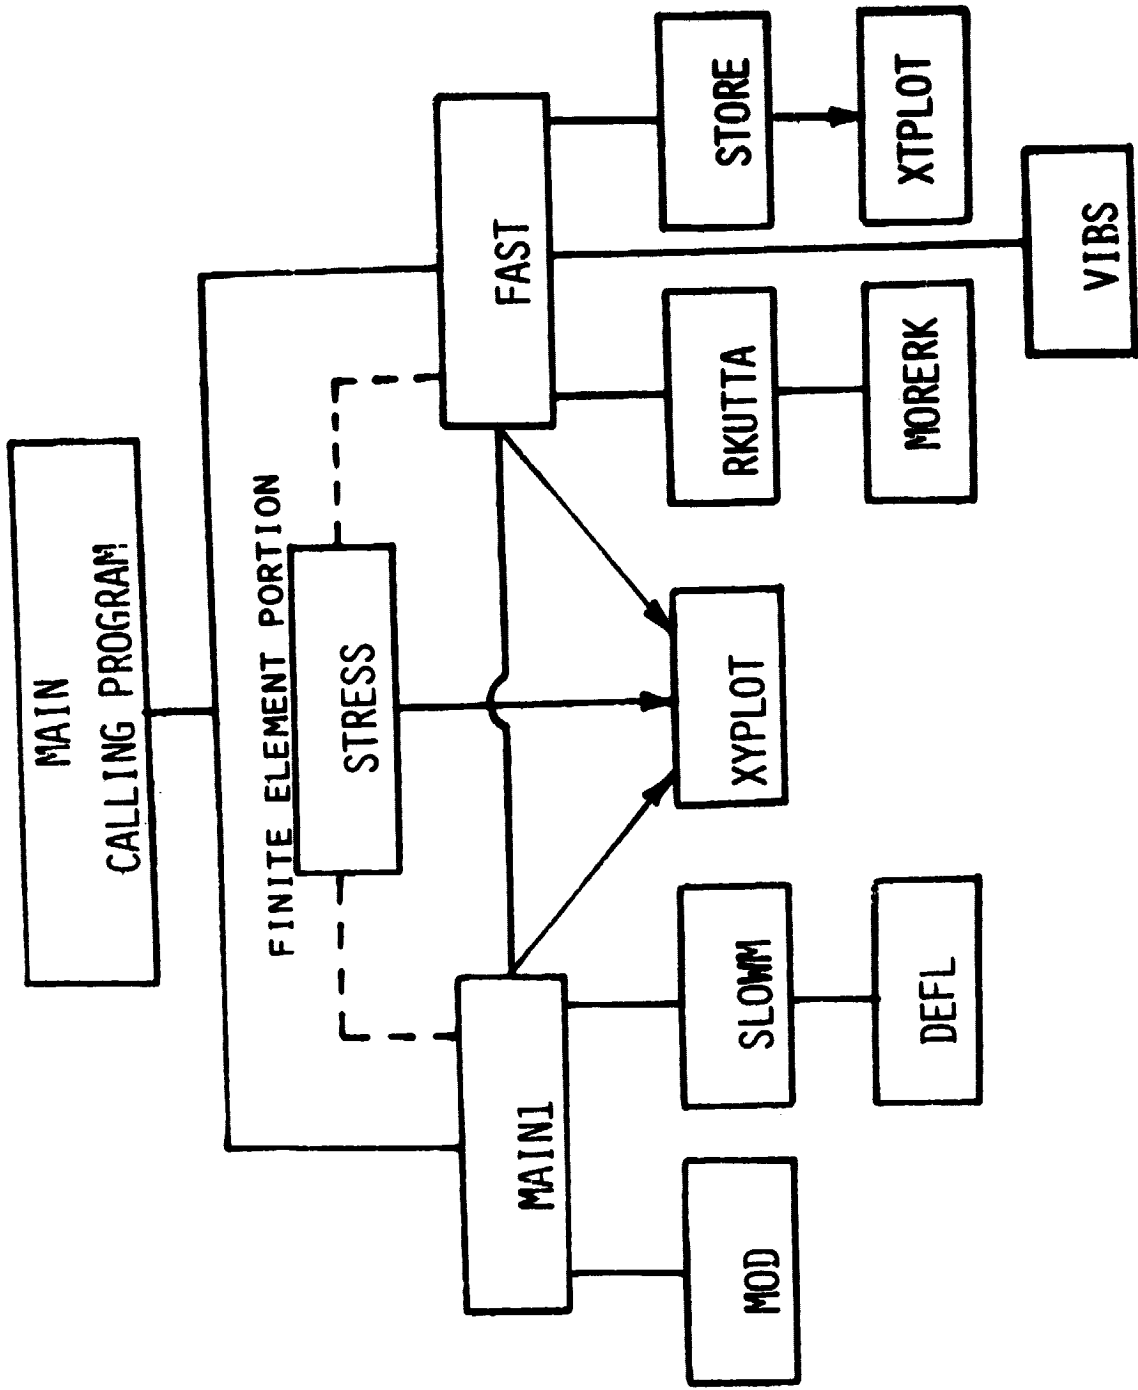 MAIN
CALLING PROGRAM
FINITE ELEMENT PORTION
STRESS
MAIN1
FAST
MOD
SLOWM
XYPLOT
RKUTTA
STORE
DEFL
MORERK
XTPLOT
VIBS